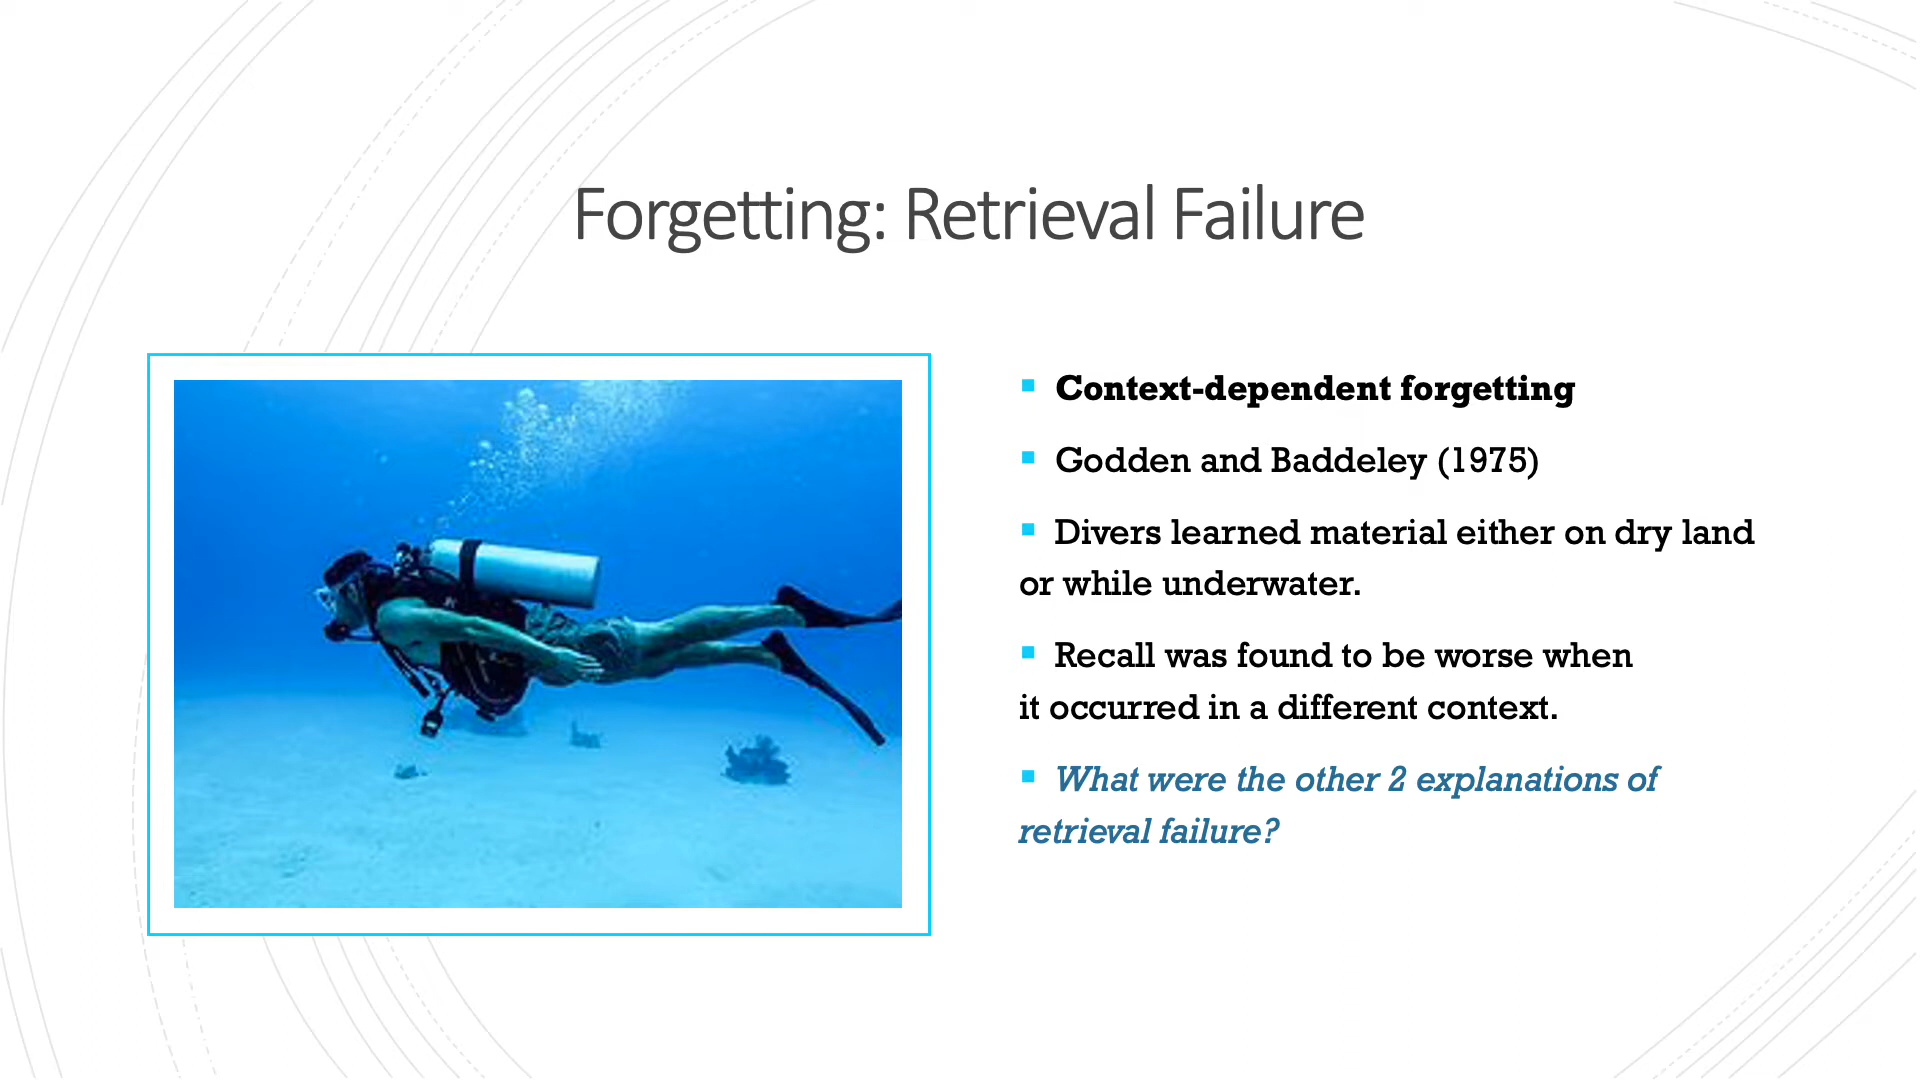 Forgetting: Retrieval Failure
▪ Context-dependent forgetting
▪ Godden and Baddeley (1975)
▪ Divers learned material either on dry land
or while underwater.
▪ Recall was found to be worse when
it occurred in a different context.
▪ What were the other 2 explanations of
retrieval failure?